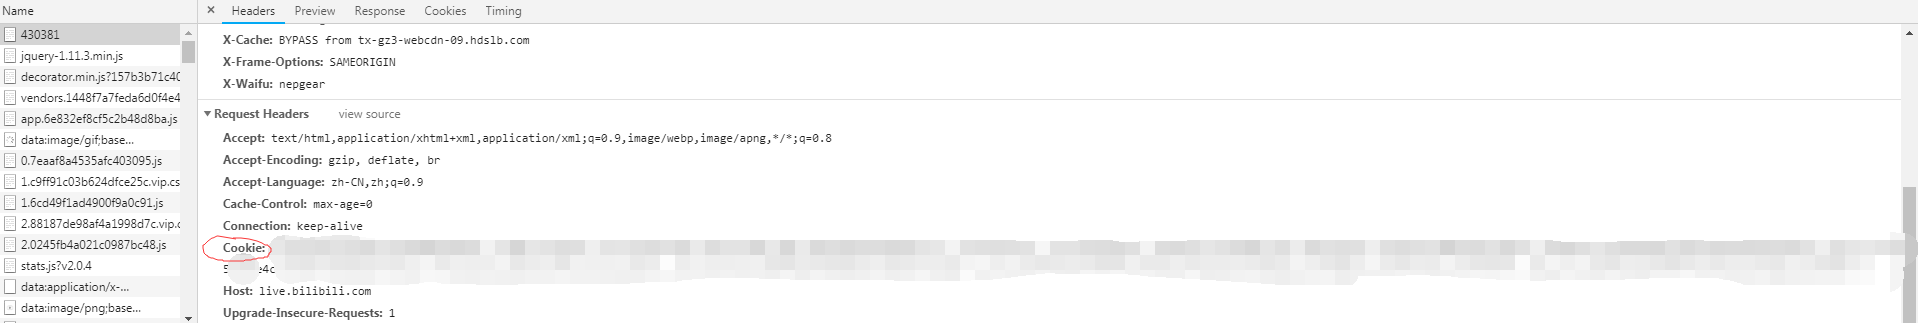 Name
430381
jquery-1.11.3.min.js
decorator.min.js?157b3b71c40
vendors.1448f7a7feda6d0f4e4
app.6e832ef8cf5c2b48d8ba.js
data:image/gif;base...
0.7eaaf8a4535afc403095.js
1.c9ff91c03b624dfce25c.vip.cs
1.6cd49f1ad4900f9a0c91.js
2.88187de98af4a1998d7c.vip.c
2.0245fb4a021c0987bc48.js
stats.js?v2.0.4
data:application/x-...
data:image/png;base...
× Headers Preview Response Cookies Timing
X-Cache: BYPASS from tx-gz3-webcdn-09.hdslb.com
X-Frame-Options: SAMEORIGIN
X-Waifu: nepgear
Request Headers view source
Accept: text/html,application/xhtml+xml,application/xml;q=0.9,image/webp,image/apng,*/*;q=0.8
Accept-Encoding: gzip, deflate, br
Accept-Language: zh-CN,zh;q=0.9
Cache-Control: max-age=0
Connection: keep-alive
Cookie:
Host: live.bilibili.com
Upgrade-Insecure-Requests: 1